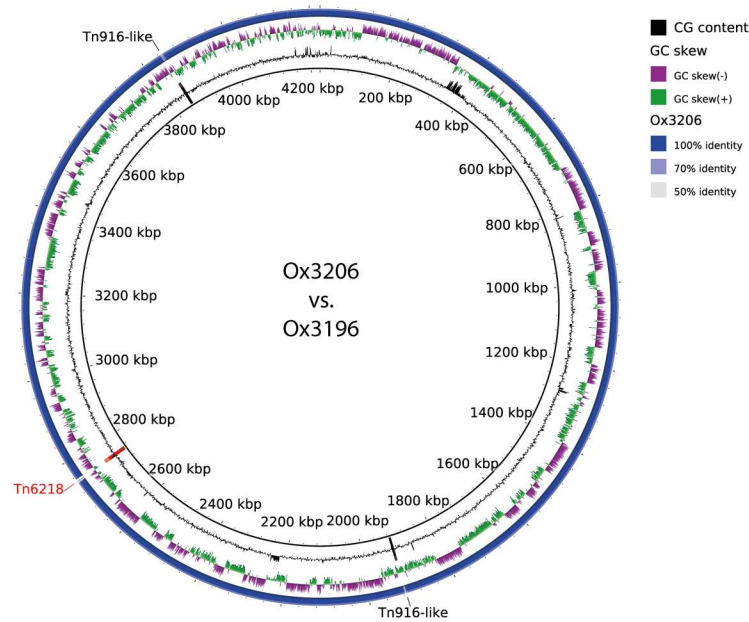 Tn916-like
4200 kbp
200 kbp
400 kbp
600 kbp
800 kbp
1000 kbp
1200 kbp
1400 kbp
1600 kbp
1800 kbp
2000 kbp
2200 kbp
2400 kbp
2600 kbp
2800 kbp
3000 kbp
3200 kbp
3400 kbp
3600 kbp
3800 kbp
4000 kbp
Ox3206
vs.
Ox3196
Tn6218
Tn916-like
CG content
GC skew
GC skew(-)
GC skew(+)
Ox3206
100% identity
70% identity
50% identity